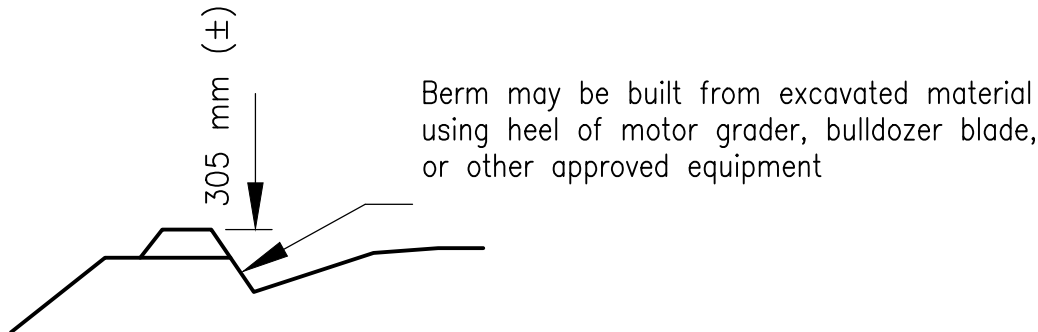 305 mm (±)
Berm may be built from excavated material
using heel of motor grader, bulldozer blade,
or other approved equipment